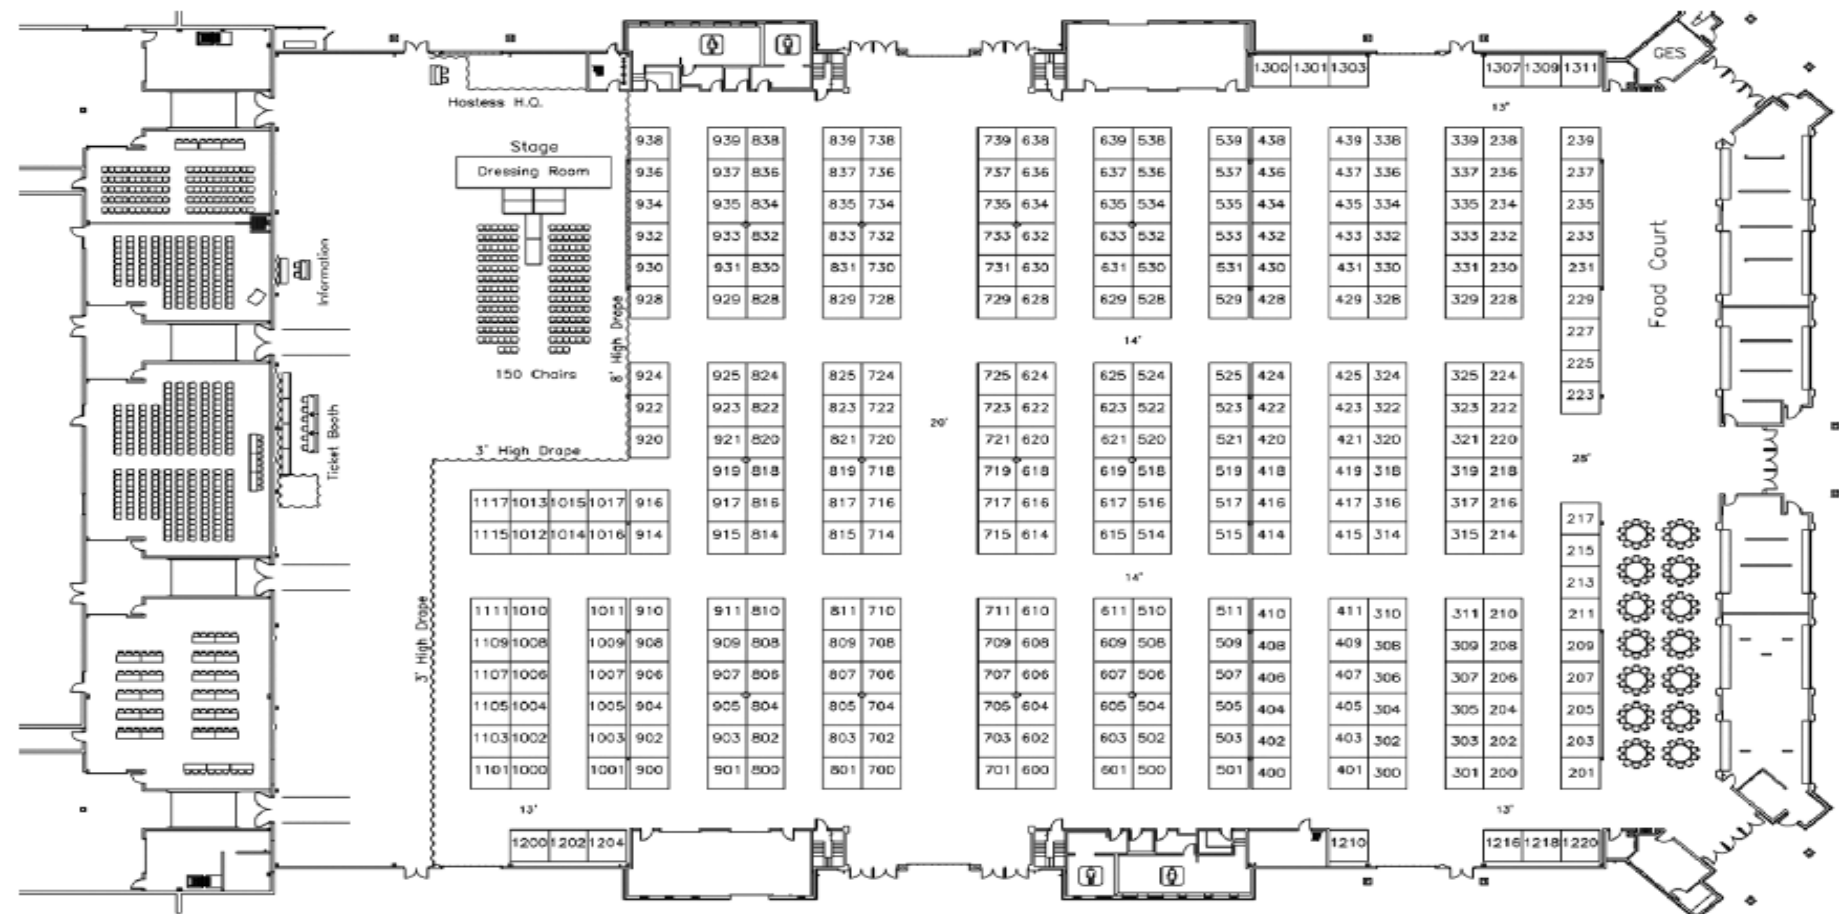 GES
1300 1301 1303 1307 1309 1311
Hostess H.Q.
13'
938 939 838 839 738 739 638 639 538 539 438 439 338 339 238 239
Stage
Dressing Room
936 937 836 837 736 737 636 637 536 537 436 437 336 337 236 237
934 935 834 835 734 735 634 635 534 535 434 435 334 335 234 235
932 933 832 833 732 733 632 633 532 533 432 433 332 333 232 233
Information
Food Court
930 931 830 831 730 731 630 631 530 531 430 431 330 331 230 231
928 929 828 829 728 729 628 629 528 529 428 429 328 329 228 229
8' High Drape
14'
227
150 Chairs
225
924 925 824 825 724 725 624 625 524 525 424 425 324 325 224
223
922 923 822 823 722 723 622 623 522 523 422 423 322 323 222
20'
Ticket Booth
3' High Drape
920 921 820 821 720 721 620 621 520 521 420 421 320 321 220
25'
919 818 819 718 719 618 619 518 519 418 419 318 319 218
1117 1013 1015 1017 916 917 816 817 716 717 616 617 516 517 416 417 316 317 216
217
1115 1012 1014 1016 914 915 814 815 714 715 614 615 514 515 414 415 314 315 214
215
14'
213
1111 1010 1011 910 911 810 811 710 711 610 611 510 511 410 411 310 311 210 211
3' High Drape
1109 1008 1009 908 909 808 809 708 709 608 609 508 509 408 409 308 309 208 209
1107 1006 1007 906 907 806 807 706 707 606 607 506 507 406 407 306 307 206 207
1105 1004 1005 904 905 804 805 704 705 604 605 504 505 404 405 304 305 204 205
1103 1002 1003 902 903 802 803 702 703 602 603 502 503 402 403 302 303 202 203
1101 1000 1001 900 901 800 801 700 701 600 601 500 501 400 401 300 301 200 201
13' 13'
1200 1202 1204 1210 1216 1218 1220